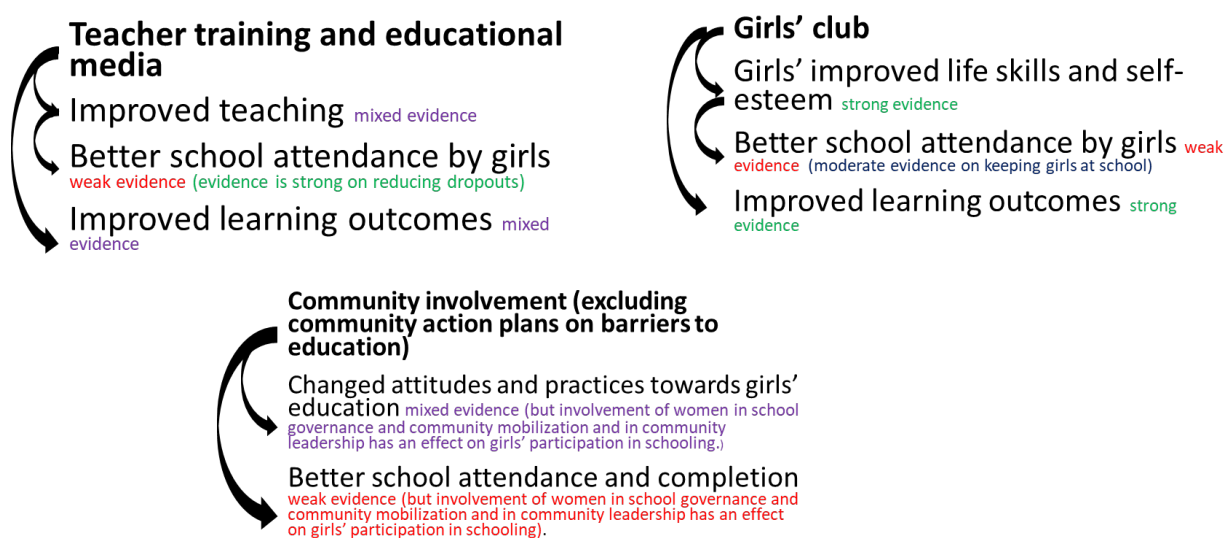 Teacher training and educational
media
Improved teaching mixed evidence
Better school attendance by girls
weak evidence (evidence is strong on reducing dropouts)
Improved learning outcomes mixed
evidence
Girls’ club
Girls’ improved life skills and self-
esteem strong evidence
Better school attendance by girls weak
evidence (moderate evidence on keeping girls at school)
Improved learning outcomes strong
evidence
Community involvement (excluding
community action plans on barriers to
education)
Changed attitudes and practices towards girls’
education mixed evidence (but involvement of women in school
governance and community mobilization and in community
leadership has an effect on girls’ participation in schooling.)
Better school attendance and completion
weak evidence (but involvement of women in school governance and
community mobilization and in community leadership has an effect
on girls’ participation in schooling).